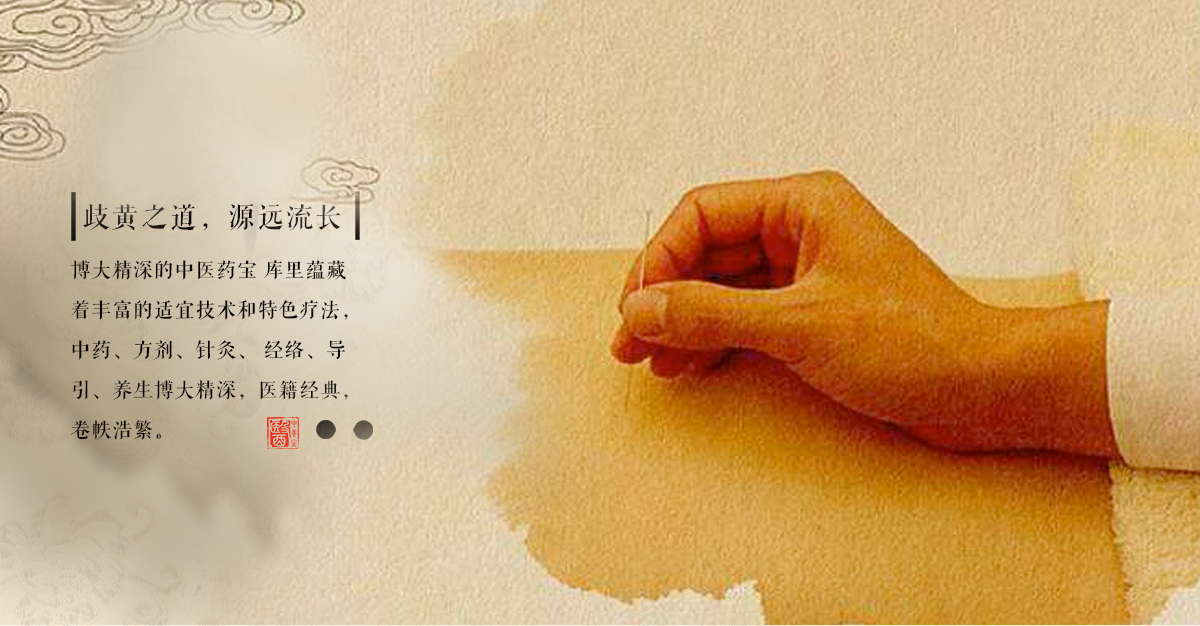 歧黄之道，源远流长
博大精深的中医药宝 库里蕴藏
着丰富的适宜技术和特色疗法，
中药、方剂、针灸、 经络、导
引、养生博大精深，医籍经典，
卷帙浩繁。